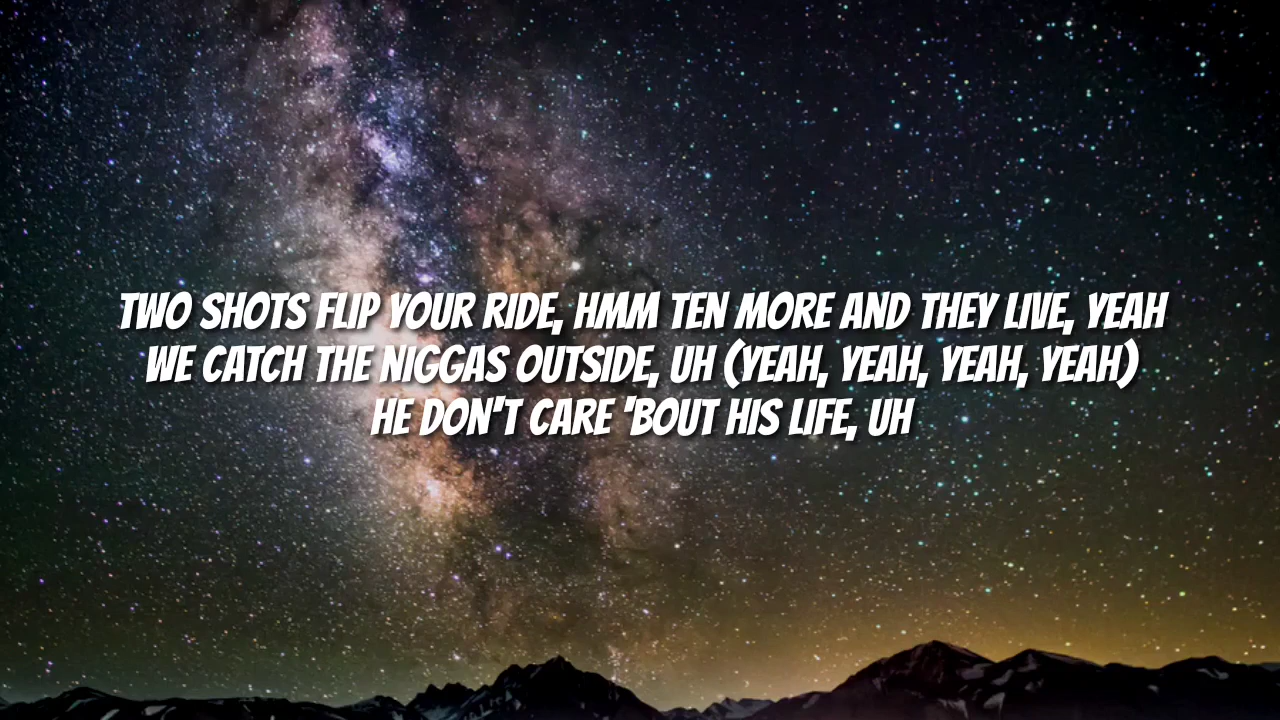 TWO SHOTS FLIP YOUR RIDE, HMM TEN MORE AND THEY LIVE, YEAH
WE CATCH THE NIGGAS OUTSIDE, UH (YEAH, YEAH, YEAH, YEAH)
HE DON'T CARE 'BOUT HIS LIFE, UH